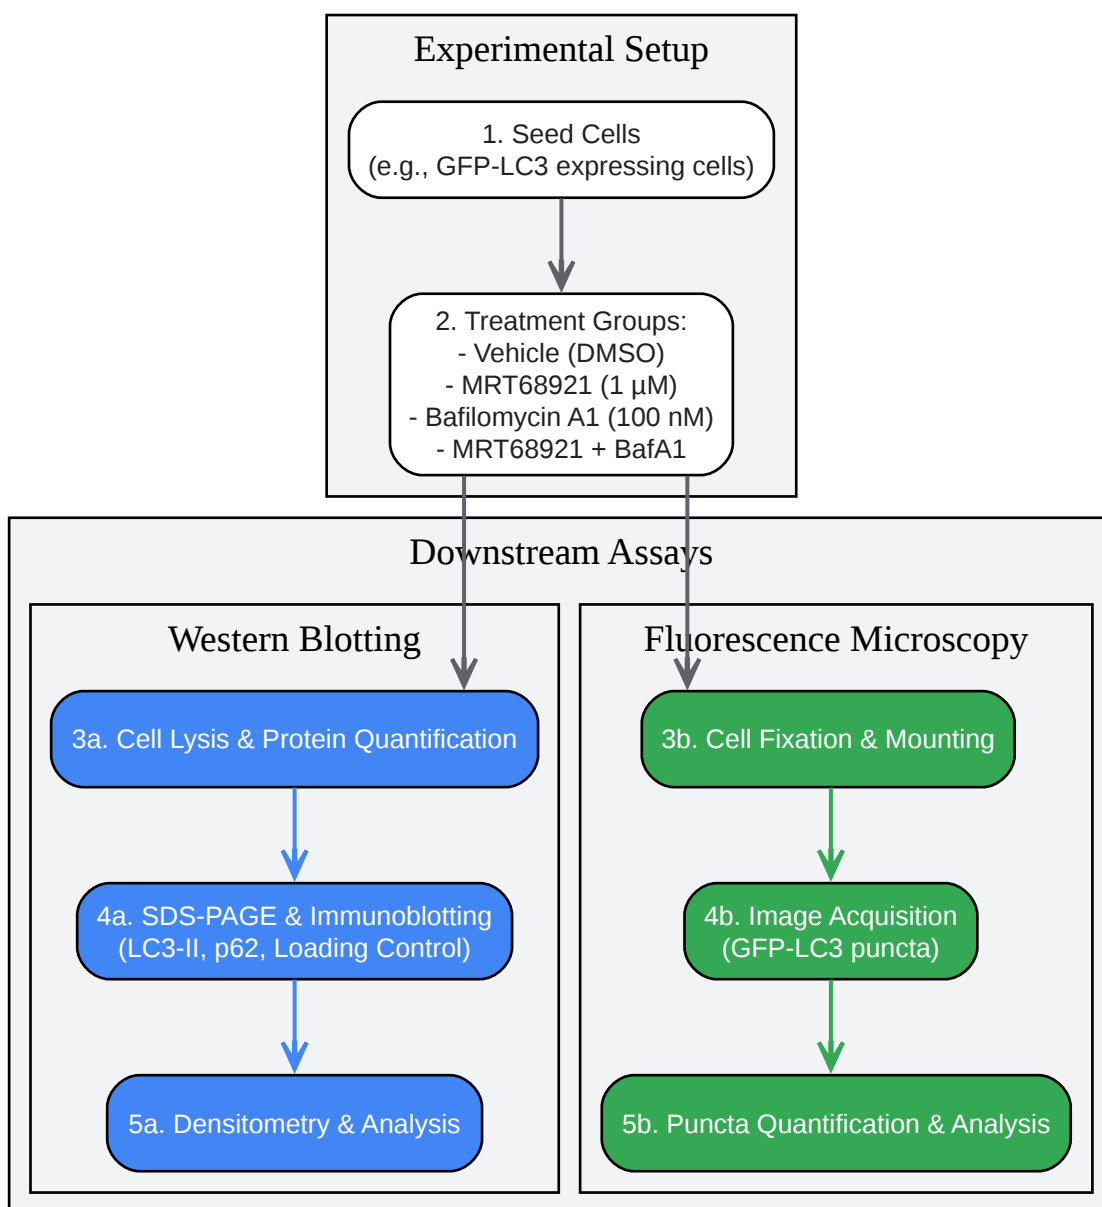 Experimental Setup
1. Seed Cells
(e.g., GFP-LC3 expressing cells)
2. Treatment Groups:
- Vehicle (DMSO)
- MRT68921 (1 µM)
- Bafilomycin A1 (100 nM)
- MRT68921 + BafA1
Downstream Assays
Western Blotting
3a. Cell Lysis & Protein Quantification
4a. SDS-PAGE & Immunoblotting
(LC3-II, p62, Loading Control)
5a. Densitometry & Analysis
Fluorescence Microscopy
3b. Cell Fixation & Mounting
4b. Image Acquisition
(GFP-LC3 puncta)
5b. Puncta Quantification & Analysis